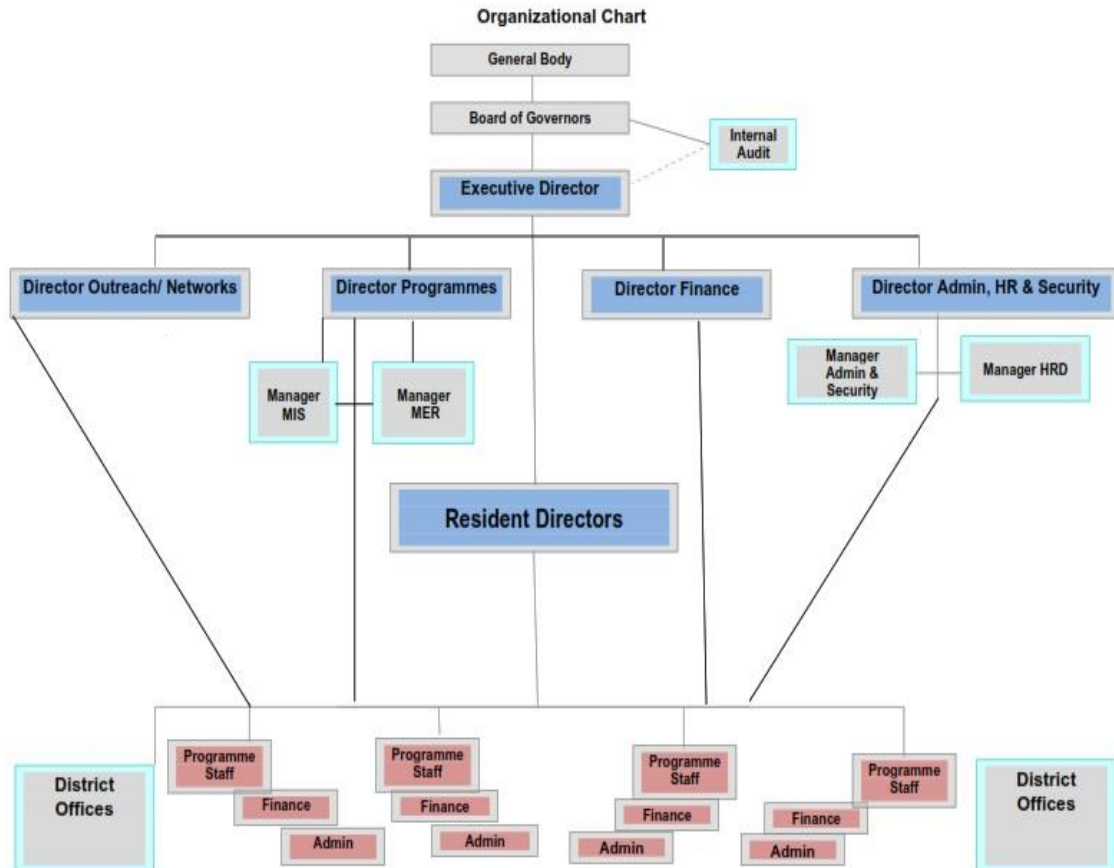 Organizational Chart
General Body
Board of Governors
Internal
Audit
Executive Director
Director Outreach/ Networks
Director Programmes
Director Finance
Director Admin, HR & Security
Manager
MIS
Manager
MER
Manager
Admin &
Security
Manager HRD
Resident Directors
District
Offices
Programme
Staff
Finance
Admin
Programme
Staff
Finance
Admin
Programme
Staff
Finance
Admin
Programme
Staff
Finance
Admin
District
Offices